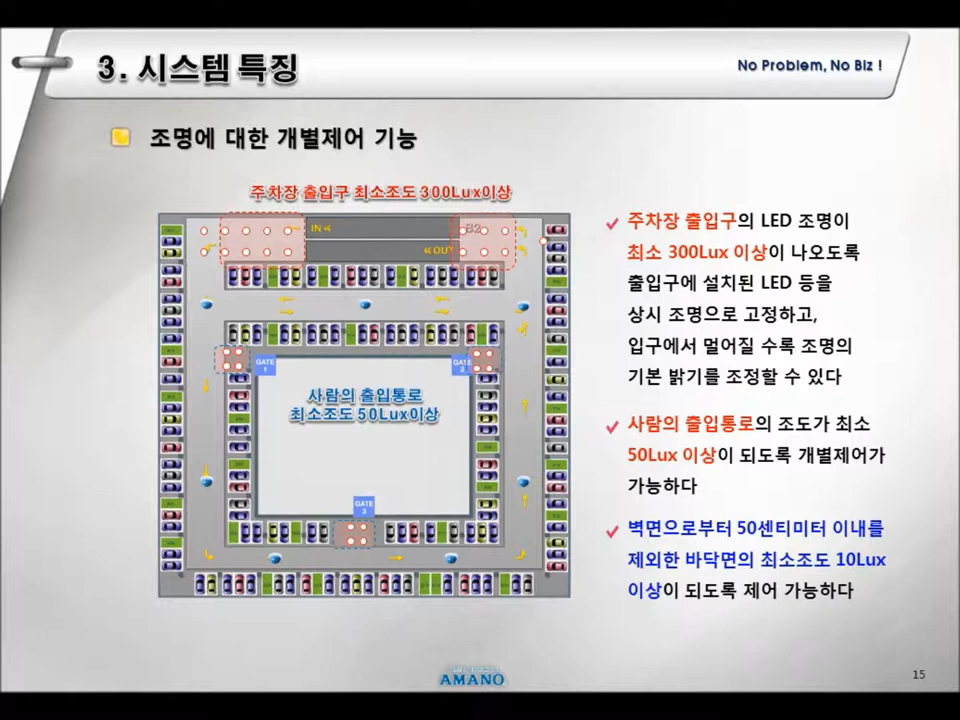 3. 시스템 특징
No Problem, No Biz !
조명에 대한 개별제어 기능
주차장 출입구 최소조도 300Lux이상
IN «
B2
«OUT
GATE
1
GATE
2
사람의 출입통로
최소조도 50Lux이상
GATE
3
주차장 출입구의 LED 조명이
최소 300Lux 이상이 나오도록
출입구에 설치된 LED 등을
상시 조명으로 고정하고,
입구에서 멀어질 수록 조명의
기본 밝기를 조정할 수 있다
사람의 출입통로의 조도가 최소
50Lux 이상이 되도록 개별제어가
가능하다
벽면으로부터 50센티미터 이내를
제외한 바닥면의 최소조도 10Lux
이상이 되도록 제어 가능하다
AMANO
15